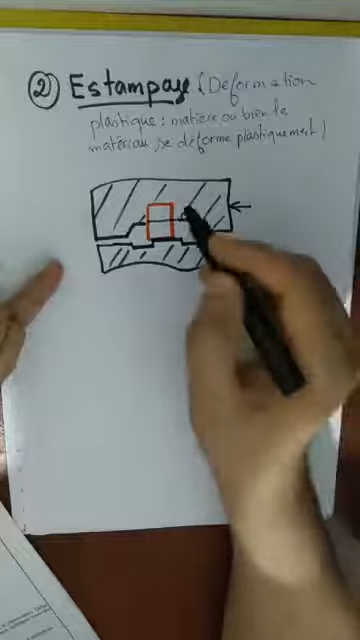 ② Estampage (Déformation
plastique : matière ou bien le
matériau se déforme plastiquement)